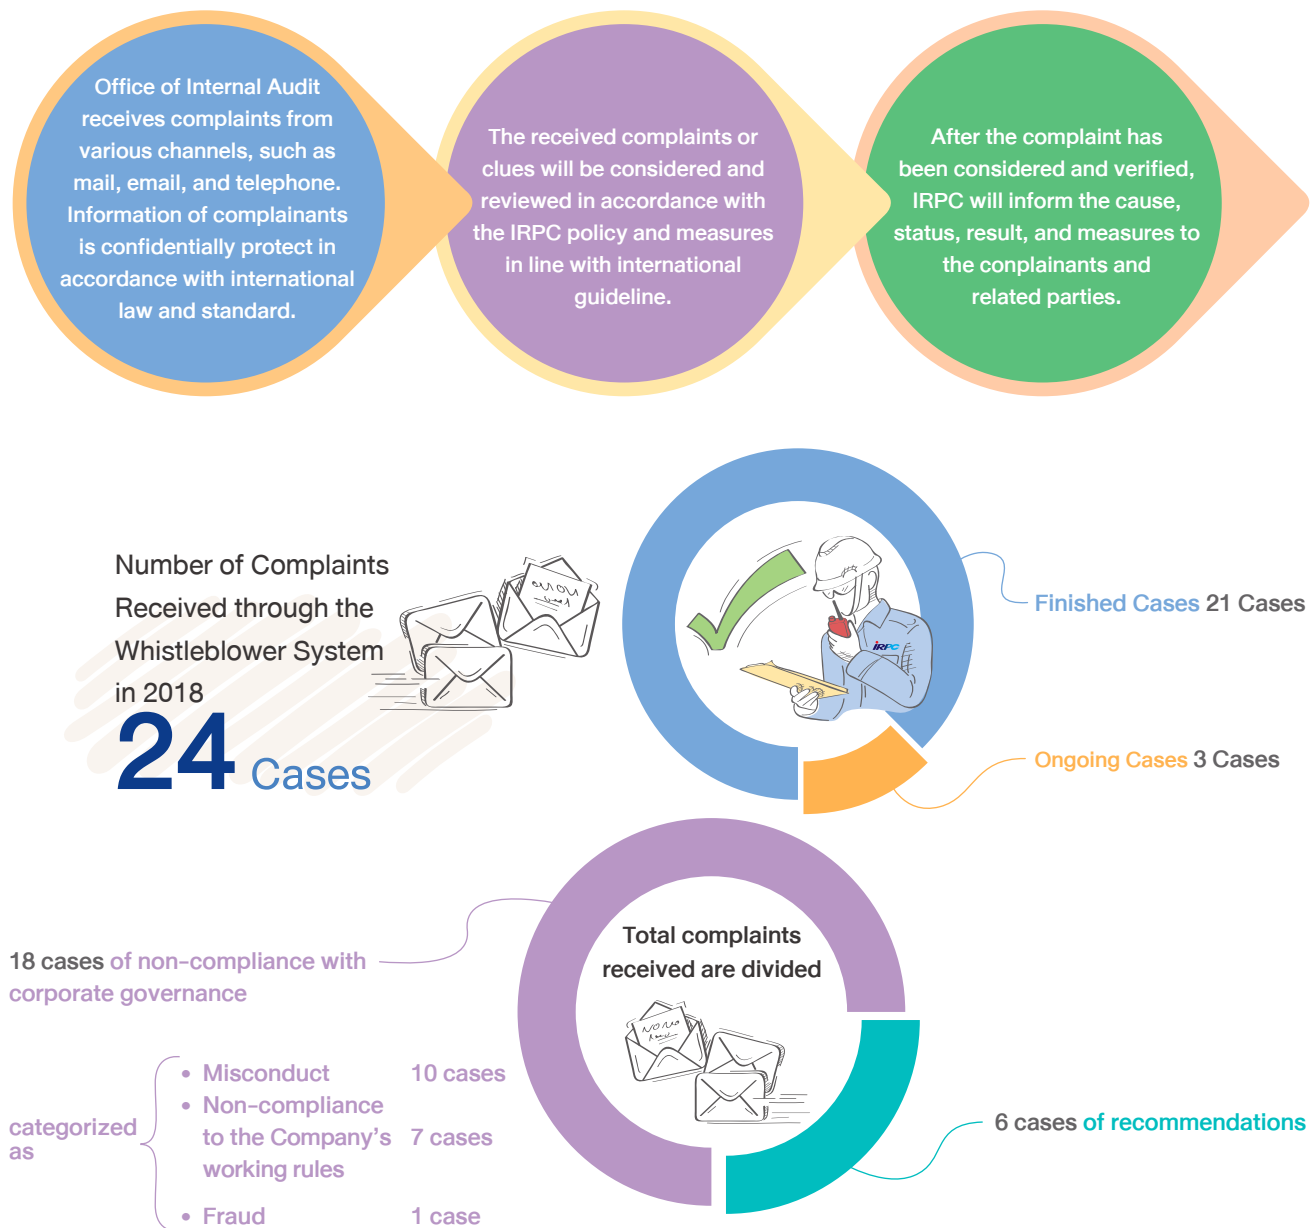 Office of Internal Audit
receives complaints from
various channels, such as
mail, email, and telephone.
Information of complainants
is confidentially protect in
accordance with international
law and standard.
The received complaints or
clues will be considered and
reviewed in accordance with
the IRPC policy and measures
in line with international
guideline.
After the complaint has
been considered and verified,
IRPC will inform the cause,
status, result, and measures to
the conplainants and
related parties.
Number of Complaints
Received through the
Whistleblower System
in 2018
24 Cases
IRPC
Finished Cases 21 Cases
Ongoing Cases 3 Cases
Total complaints
received are divided
18 cases of non-compliance with
corporate governance
categorized
as
• Misconduct 10 cases
• Non-compliance
to the Company's 7 cases
working rules
• Fraud 1 case
6 cases of recommendations